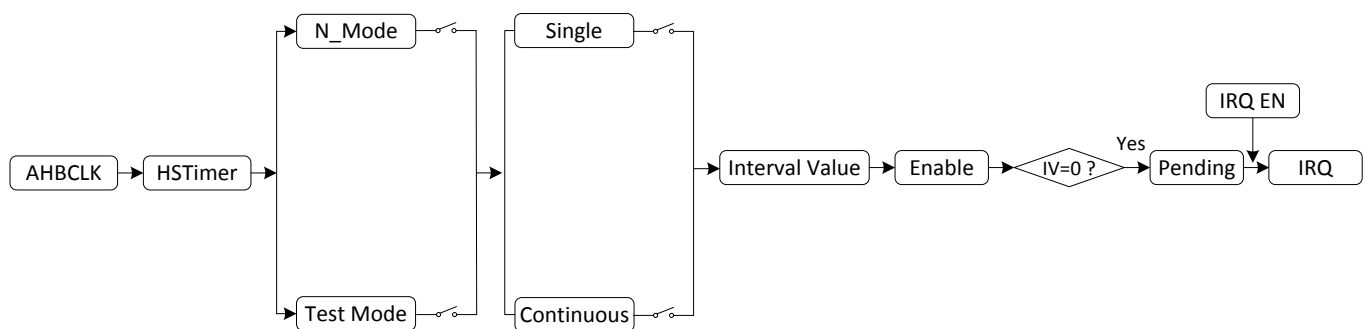 N_Mode
Single
IRQ EN
Yes
AHBCLK
HSTimer
Interval Value
Enable
IV=0 ?
Pending
IRQ
Test Mode
Continuous